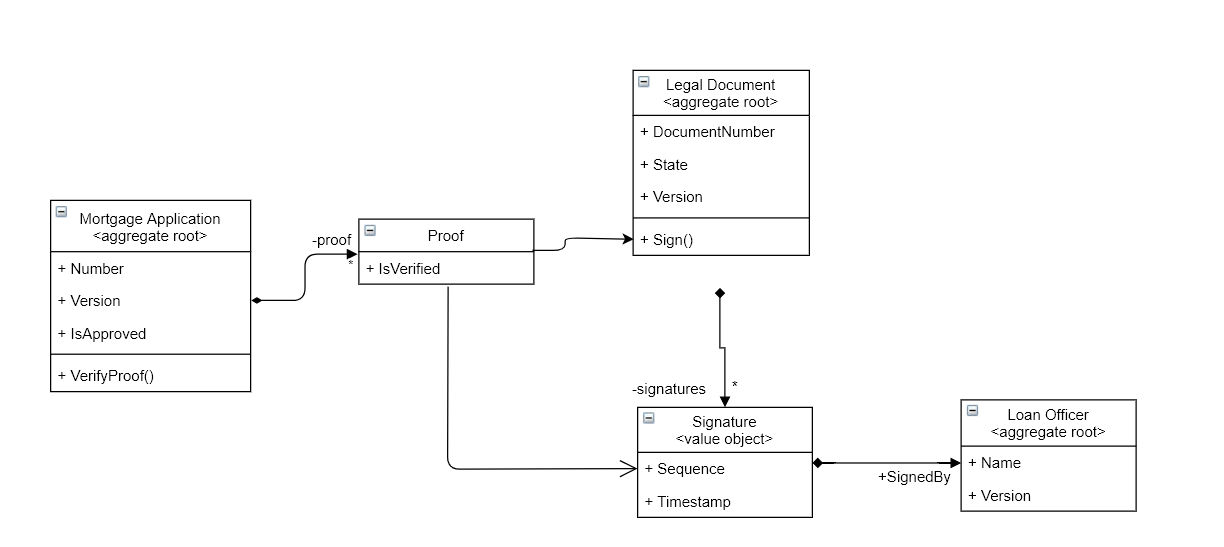 Legal Document
<aggregate root>
+ DocumentNumber
+ State
+ Version
+ Sign()
Mortgage Application
<aggregate root>
+ Number
+ Version
+ IsApproved
+ VerifyProof()
-proof
*
Proof
+ IsVerified
-signatures
*
Signature
<value object>
+ Sequence
+ Timestamp
+SignedBy
Loan Officer
<aggregate root>
+ Name
+ Version